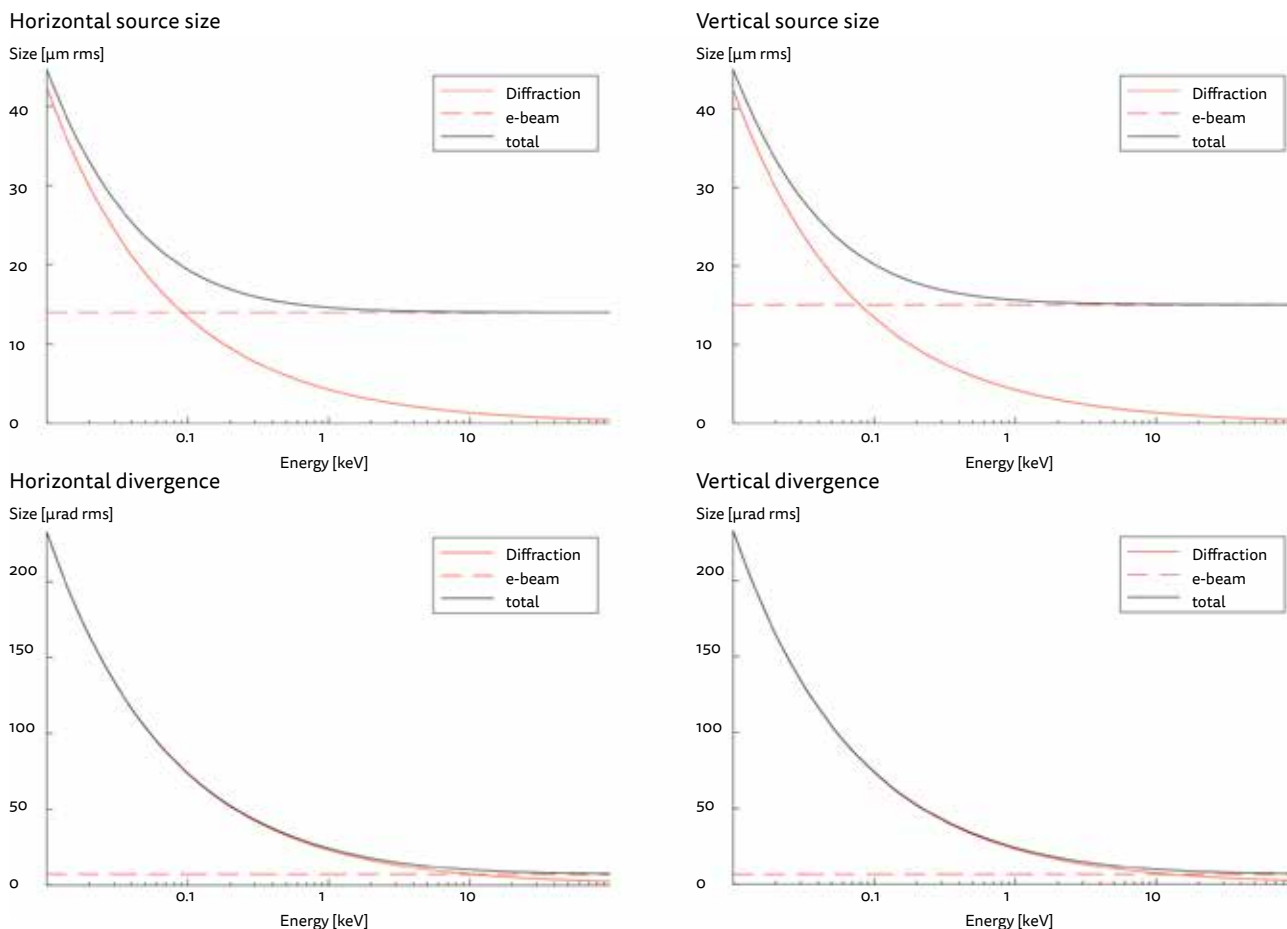 Horizontal source size
Size [µm rms]
Diffraction
e-beam
total
40
30
20
10
0
0.1
1
10
Energy [keV]
Vertical source size
Size [µm rms]
Diffraction
e-beam
total
40
30
20
10
0
0.1
1
10
Energy [keV]
Horizontal divergence
Size [µrad rms]
Diffraction
e-beam
total
200
150
100
50
0
0.1
1
10
Energy [keV]
Vertical divergence
Size [µrad rms]
Diffraction
e-beam
total
200
150
100
50
0
0.1
1
10
Energy [keV]